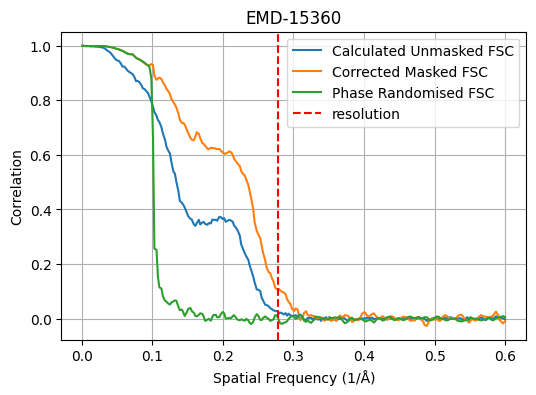 EMD-15360
Calculated Unmasked FSC
Corrected Masked FSC
Phase Randomised FSC
resolution
Correlation
1.0
0.8
0.6
0.4
0.2
0.0
0.0 0.1 0.2 0.3 0.4 0.5 0.6
Spatial Frequency (1/Å)